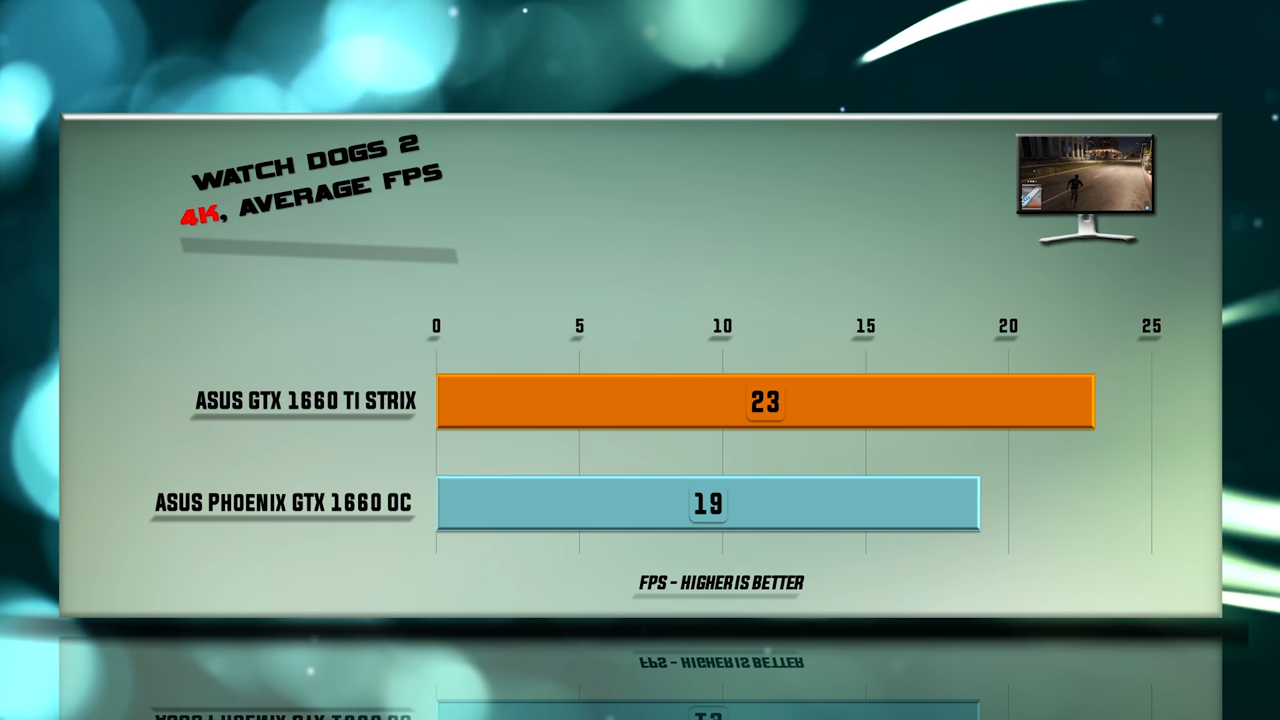 WATCH DOGS 2
4K, AVERAGE FPS
0 5 10 15 20 25
ASUS GTX 1660 TI STRIX 23
ASUS PHOENIX GTX 1660 OC 19
FPS - HIGHER IS BETTER